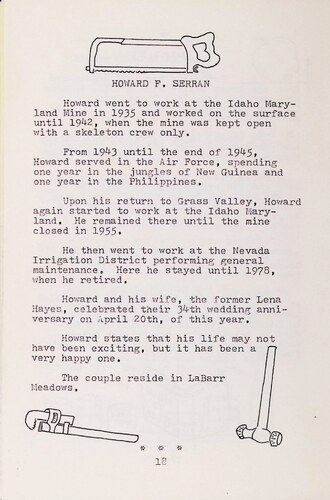 HOWARD F. SERRAN
Howard went to work at the Idaho Mary-
land Mine in 1935 and worked on the surface
until 1942, when the mine was kept open
with a skeleton crew only.
From 1943 until the end of 1945,
Howard served in the Air Force, spending
one year in the jungles of New Guinea and
one year in the Philippines.
Upon his return to Grass Valley, Howard
again started to work at the Idaho Mary-
land. He remained there until the mine
closed in 1955.
He then went to work at the Nevada
Irrigation District performing general
maintenance. Here he stayed until 1978,
when he retired.
Howard and his wife, the former Lena
Hayes, celebrated their 34th wedding anni-
versary on April 20th, of this year.
Howard states that his life may not
have been exciting, but it has been a
very happy one.
The couple reside in LaBarr
Meadows.
* * *
18